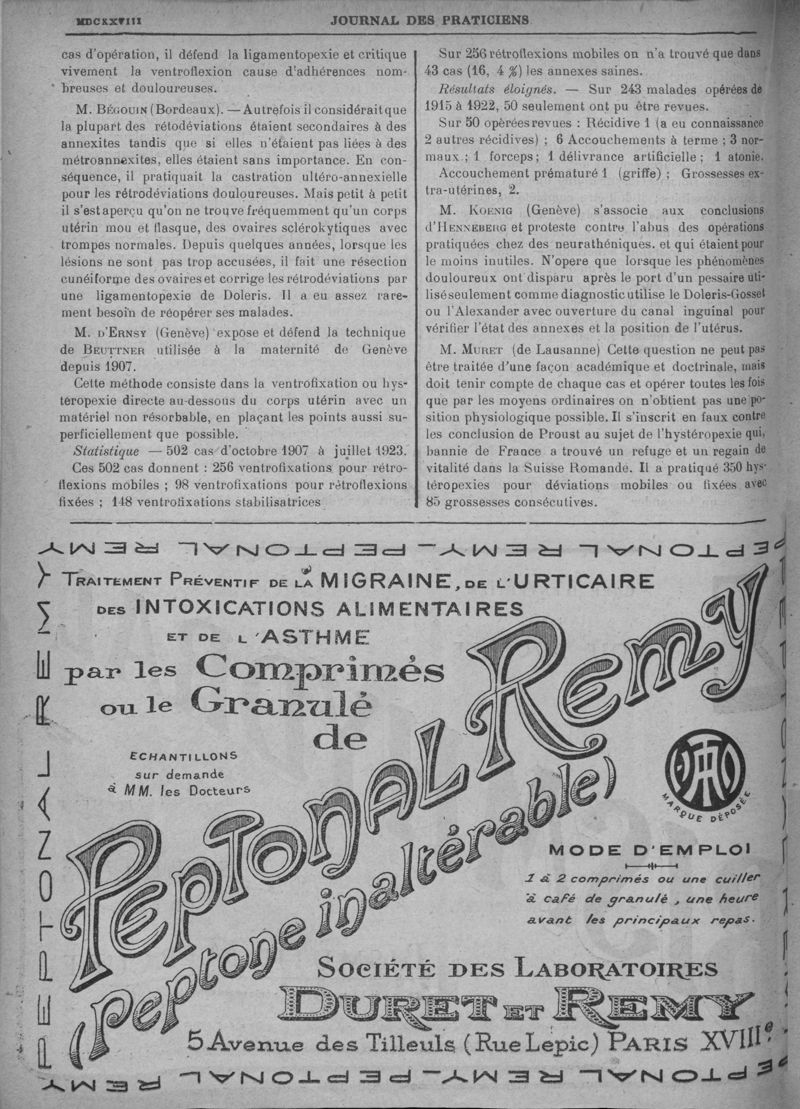 MDCXXVIII
JOURNAL DES PRATICIENS
cas d'opération, il défend la ligamentopexie et critique
vivement la ventroflexion cause d'adhérences nom-
breuses et douloureuses.
M. BÉGOUIN (Bordeaux). — Autrefois il considérait que
la plupart des rétodéviations étaient secondaires à des
annexites tandis que si elles n'étaient pas liées à des
métroannexites, elles étaient sans importance. En con-
séquence, il pratiquait la castration ultéro-annexielle
pour les rétrodéviations douloureuses. Mais petit à petit
il s'est aperçu qu'on ne trouve fréquemment qu'un corps
utérin mou et flasque, des ovaires sclérokytiques avec
trompes normales. Depuis quelques années, lorsque les
lésions ne sont pas trop accusées, il fait une résection
cunéiforme des ovaires et corrige les rétrodéviations par
une ligamentopexie de Doleris. Il a eu assez rare-
ment besoin de réopérer ses malades.
M. D'ERNSY (Genève) expose et défend la technique
de BEUTTNER utilisée à la maternité de Genève
depuis 1907.
Cette méthode consiste dans la ventrofixation ou hys-
téropexie directe au-dessous du corps utérin avec un
matériel non résorbable, en plaçant les points aussi su-
perficiellement que possible.
Statistique — 502 cas d'octobre 1907 à juillet 1923.
Ces 502 cas donnent : 256 ventrofixations pour rétro-
flexions mobiles ; 98 ventrofixations pour rétroflexions
fixées ; 148 ventrofixations stabilisatrices
Sur 256 rétroflexions mobiles on n'a trouvé que dans
43 cas (16, 4 %) les annexes saines.
Résultats éloignés. — Sur 243 malades opérées de
1915 à 1922, 50 seulement ont pu être revues.
Sur 50 opérées revues : Récidive 1 (a eu connaissance
2 autres récidives) ; 6 Accouchements à terme ; 3 nor-
maux ; 1 forceps ; 1 délivrance artificielle ; 1 atonie.
Accouchement prématuré 1 (griffe) ; Grossesses ex-
tra-utérines, 2.
M. KOENIG (Genève) s'associe aux conclusions
d'HENNEBERG et proteste contre l'abus des opérations
pratiquées chez des neurathéniques. et qui étaient pour
le moins inutiles. N'opere que lorsque les phénomènes
douloureux ont disparu après le port d'un pessaire uti-
lisé seulement comme diagnostic utilise le Doleris-Gosset
ou l'Alexander avec ouverture du canal inguinal pour
vérifier l'état des annexes et la position de l'utérus.
M. MURET (de Lausanne) Cette question ne peut pas
être traitée d'une façon académique et doctrinale, mais
doit tenir compte de chaque cas et opérer toutes les fois
que par les moyens ordinaires on n'obtient pas une po-
sition physiologique possible. Il s'inscrit en faux contre
les conclusion de Proust au sujet de l'hystéropexie qui,
bannie de France a trouvé un refuge et un regain de
vitalité dans la Suisse Romande. Il a pratiqué 350 hys-
téropexies pour déviations mobiles ou fixées avec
85 grossesses consécutives.
PEPTONAL REMY-PEPTONAL REMY
PEPTONAL REMY
TRAITEMENT PRÉVENTIF DE LA MIGRAINE, DE L'URTICAIRE
DES INTOXICATIONS ALIMENTAIRES
ET DE L'ASTHME
par les Comprimés
ou le Granulé
de
PEPTONAL REMY
(peptone inaltérable)
ECHANTILLONS
sur demande
à MM. les Docteurs
MARQUE DÉPOSÉE
MODE D'EMPLOI
1 à 2 comprimés ou une cuiller
à café de granulé, une heure
avant les principaux repas.
SOCIÉTÉ DES LABORATOIRES
DURET ET REMY
5 Avenue des Tilleuls (Rue Lepic) PARIS XVIIIe
PEPTONAL REMY-PEPTONAL REMY